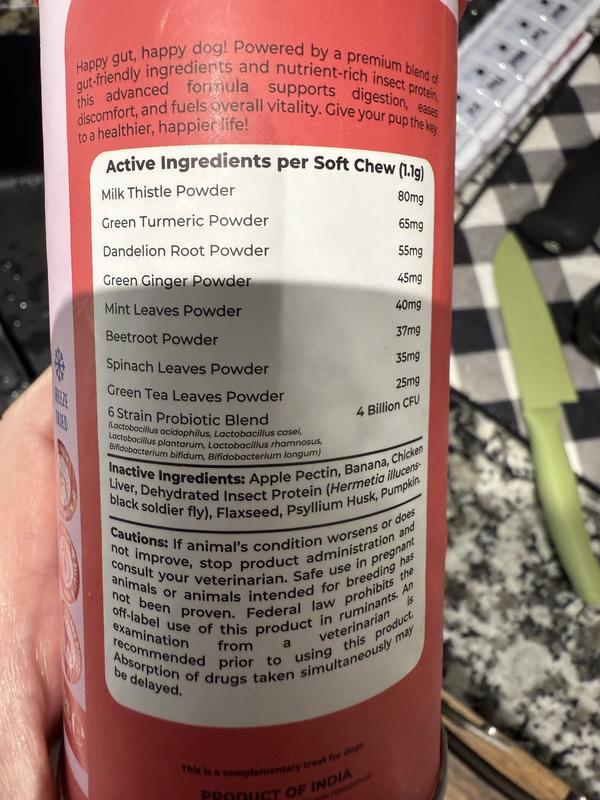 Happy gut, happy dog! Powered by a premium blend of
gut-friendly ingredients and nutrient-rich insect protein,
this advanced formula supports digestion, eases
discomfort, and fuels overall vitality. Give your pup the key
to a healthier, happier life!
Active Ingredients per Soft Chew (1.1g)
Milk Thistle Powder 80mg
Green Turmeric Powder 65mg
Dandelion Root Powder 55mg
Green Ginger Powder 45mg
Mint Leaves Powder 40mg
Beetroot Powder 37mg
Spinach Leaves Powder 35mg
Green Tea Leaves Powder 25mg
6 Strain Probiotic Blend 4 Billion CFU
(Lactobacillus acidophilus, Lactobacillus casei,
Lactobacillus plantarum, Lactobacillus rhamnosus,
Bifidobacterium bifidum, Bifidobacterium longum)
Inactive Ingredients: Apple Pectin, Banana, Chicken
Liver, Dehydrated Insect Protein (Hermetia illucens-
black soldier fly), Flaxseed, Psyllium Husk, Pumpkin.
Cautions: If animal's condition worsens or does
not improve, stop product administration and
consult your veterinarian. Safe use in pregnant
animals or animals intended for breeding has
not been proven. Federal law prohibits the
off-label use of this product in ruminants. An
examination from a veterinarian is
recommended prior to using this product.
Absorption of drugs taken simultaneously may
be delayed.
This is a complementary treat for dogs
PRODUCT OF INDIA